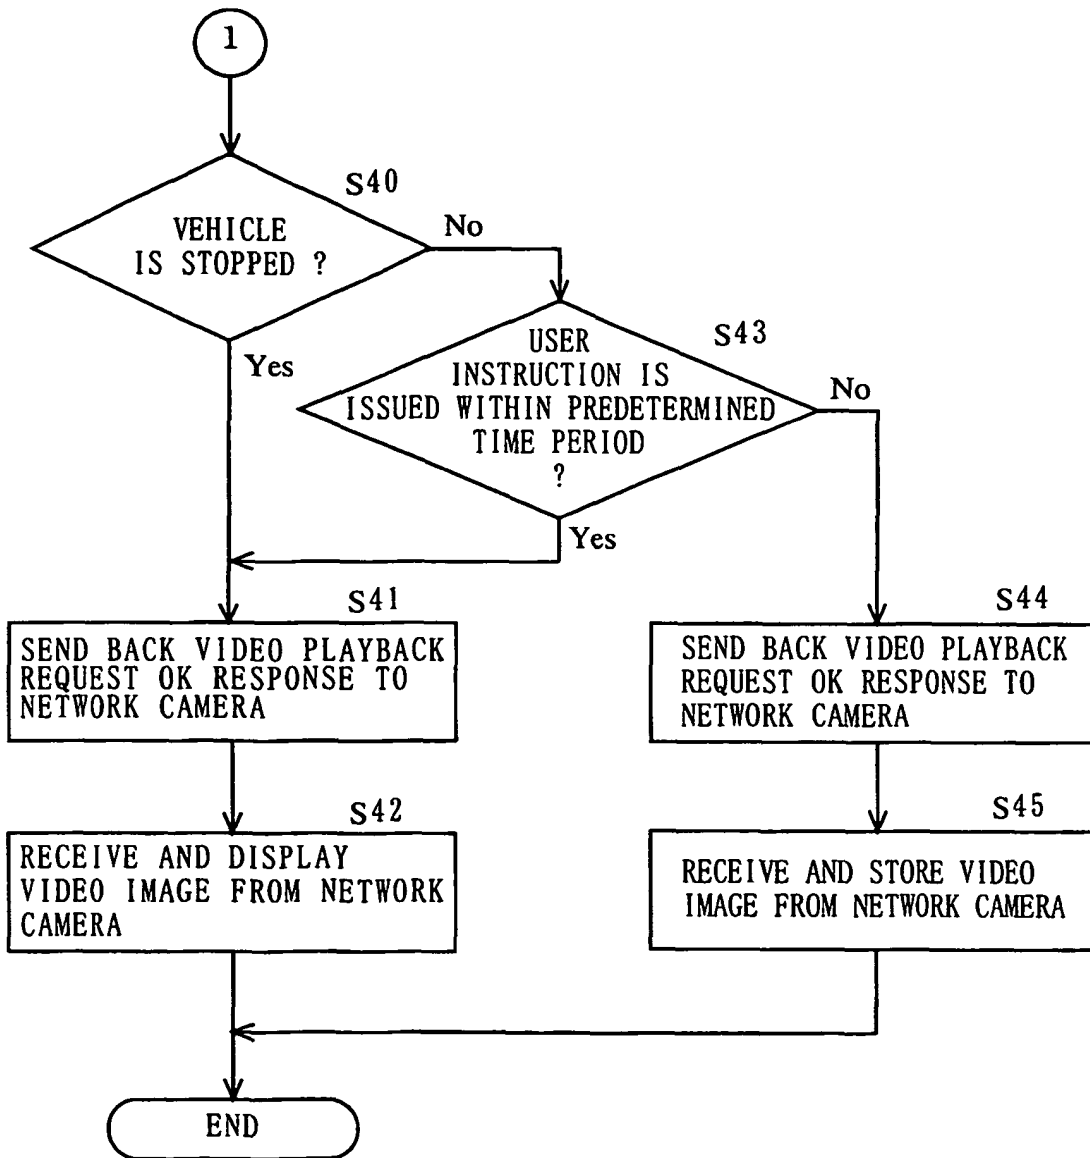 1
S40
VEHICLE
IS STOPPED ?
No
Yes
S43
USER
INSTRUCTION IS
ISSUED WITHIN PREDETERMINED
TIME PERIOD
?
No
Yes
S41
SEND BACK VIDEO PLAYBACK
REQUEST OK RESPONSE TO
NETWORK CAMERA
S44
SEND BACK VIDEO PLAYBACK
REQUEST OK RESPONSE TO
NETWORK CAMERA
S42
RECEIVE AND DISPLAY
VIDEO IMAGE FROM NETWORK
CAMERA
S45
RECEIVE AND STORE VIDEO
IMAGE FROM NETWORK CAMERA
END